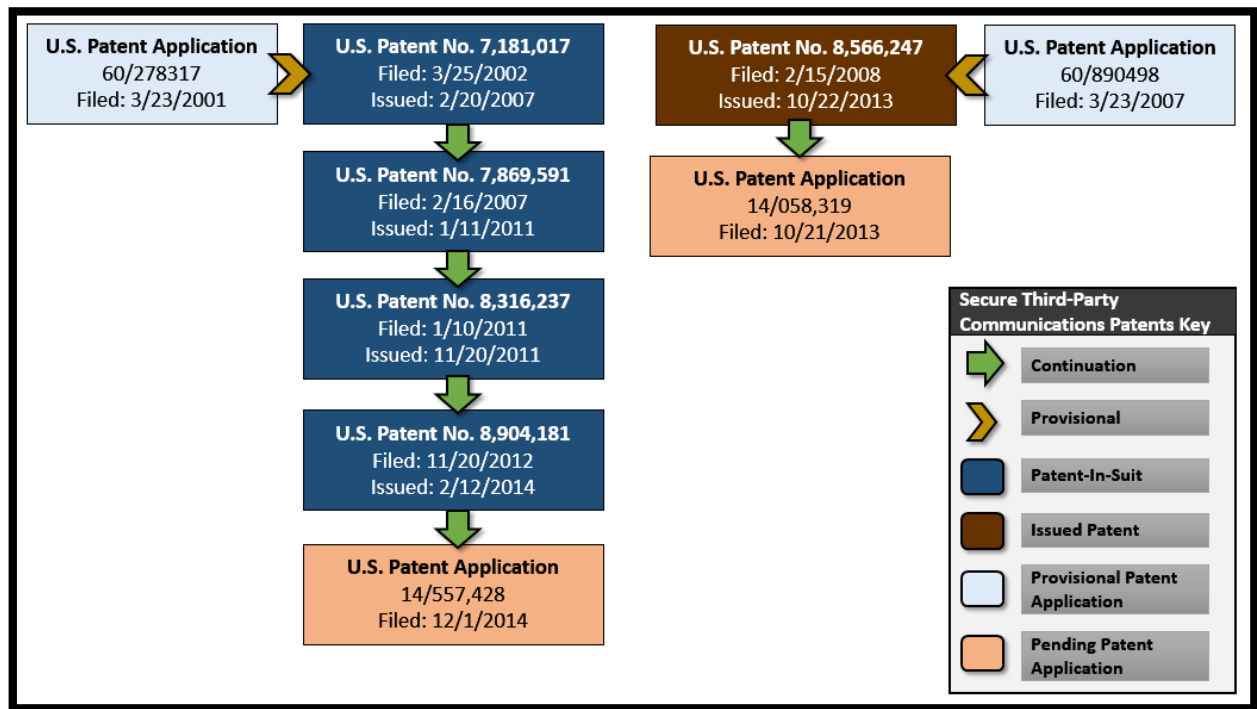 U.S. Patent Application
60/278317
Filed: 3/23/2001
U.S. Patent No. 7,181,017
Filed: 3/25/2002
Issued: 2/20/2007
U.S. Patent No. 7,869,591
Filed: 2/16/2007
Issued: 1/11/2011
U.S. Patent No. 8,316,237
Filed: 1/10/2011
Issued: 11/20/2011
U.S. Patent No. 8,904,181
Filed: 11/20/2012
Issued: 2/12/2014
U.S. Patent Application
14/557,428
Filed: 12/1/2014
U.S. Patent No. 8,566,247
Filed: 2/15/2008
Issued: 10/22/2013
U.S. Patent Application
60/890498
Filed: 3/23/2007
U.S. Patent Application
14/058,319
Filed: 10/21/2013
Secure Third-Party
Communications Patents Key
Continuation
Provisional
Patent-In-Suit
Issued Patent
Provisional Patent
Application
Pending Patent
Application